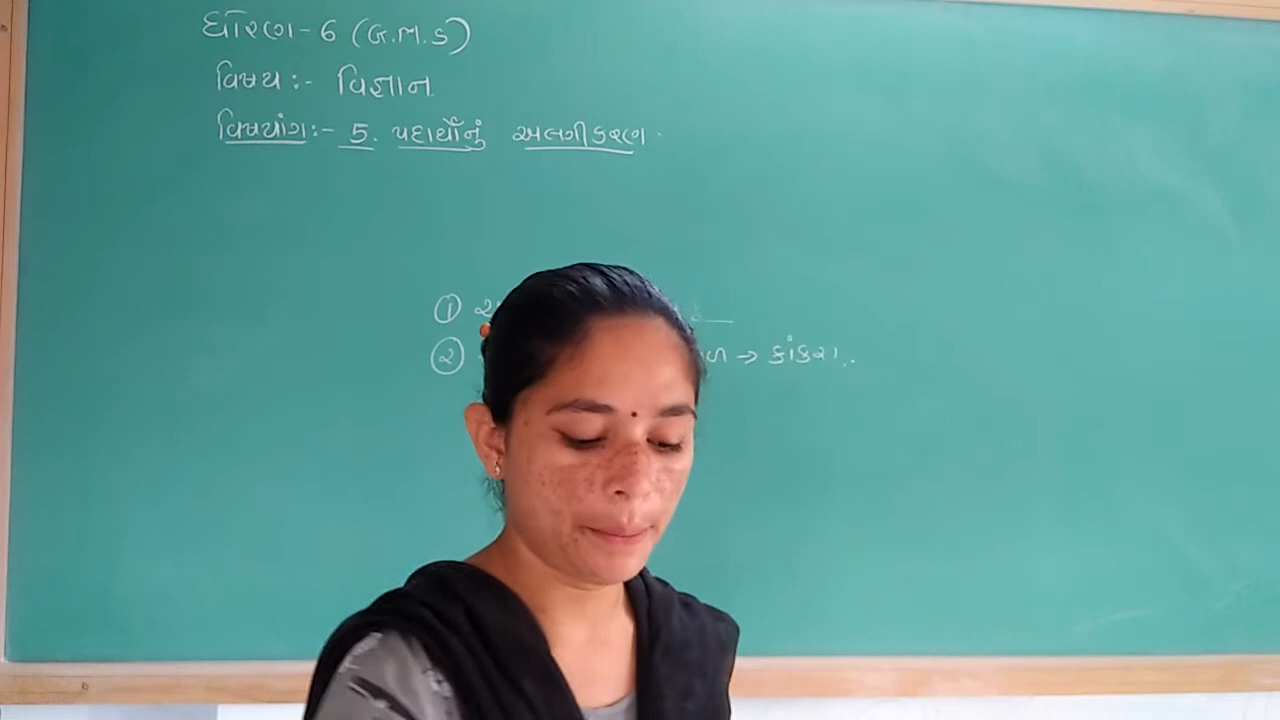 ધોરણ - 6 (G.M.S)
વિષય :- વિજ્ઞાન
વિષયાંગ :- 5. પદાર્થોનું અલગીકરણ.
①
② → કાંકરા..